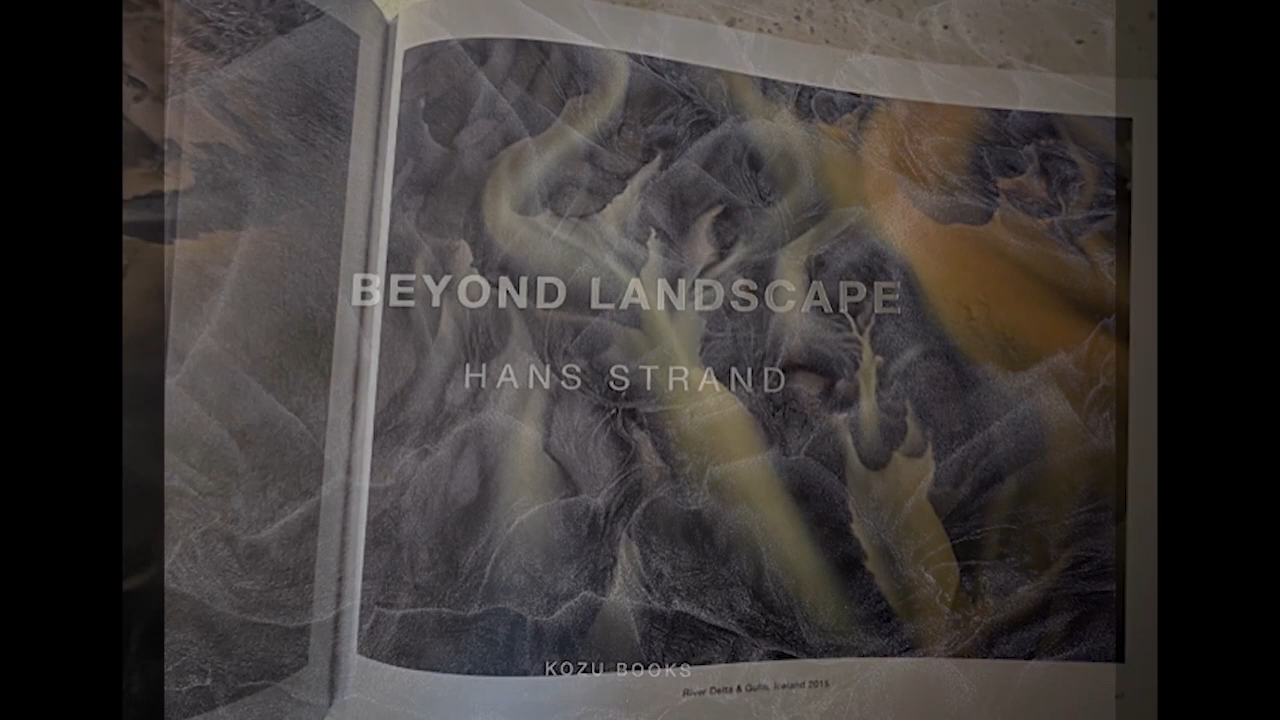 BEYOND LANDSCAPE
HANS STRAND
KOZU BOOKS
River Delta & Gulls, Iceland 2015